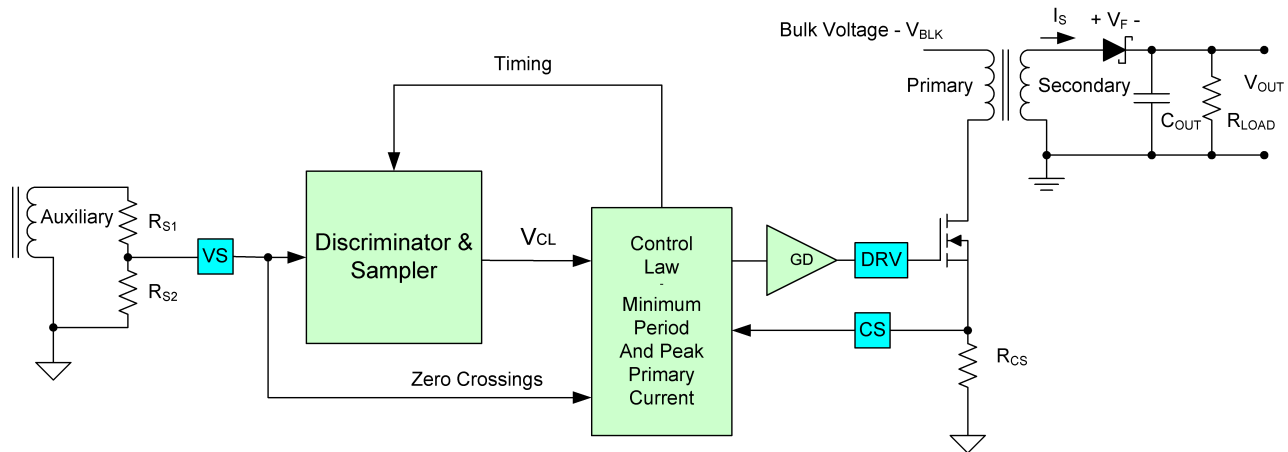 Bulk Voltage - VBLK
IS
+ VF -
Primary
Secondary
COUT
RLOAD
VOUT
Timing
Auxiliary
RS1
RS2
VS
Discriminator &
Sampler
VCL
Control
Law
-
Minimum
Period
And Peak
Primary
Current
GD
DRV
CS
RCS
Zero Crossings